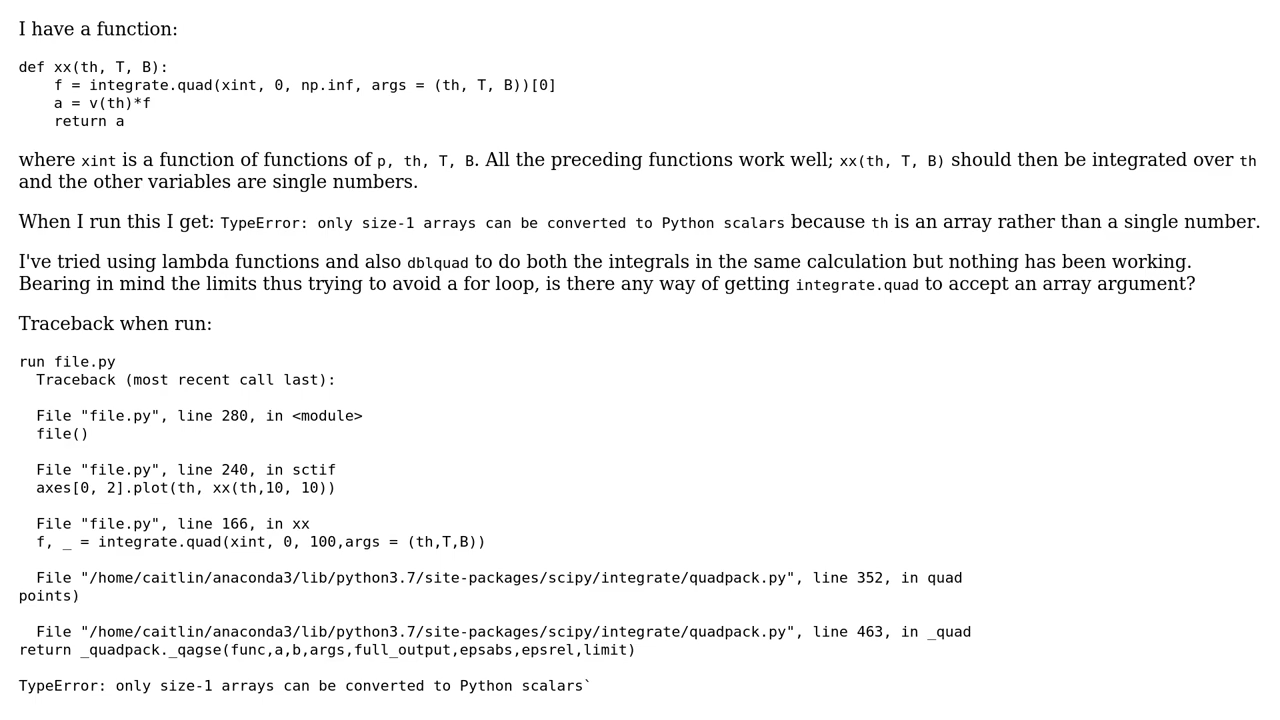 I have a function:
def xx(th, T, B):
    f = integrate.quad(xint, 0, np.inf, args = (th, T, B))[0]
    a = v(th)*f
    return a
where xint is a function of functions of p, th, T, B. All the preceding functions work well; xx(th, T, B) should then be integrated over th
and the other variables are single numbers.
When I run this I get: TypeError: only size-1 arrays can be converted to Python scalars because th is an array rather than a single number.
I've tried using lambda functions and also dblquad to do both the integrals in the same calculation but nothing has been working.
Bearing in mind the limits thus trying to avoid a for loop, is there any way of getting integrate.quad to accept an array argument?
Traceback when run:
run file.py
  Traceback (most recent call last):
  File "file.py", line 280, in <module>
  file()
  File "file.py", line 240, in sctif
  axes[0, 2].plot(th, xx(th,10, 10))
  File "file.py", line 166, in xx
  f, _ = integrate.quad(xint, 0, 100,args = (th,T,B))
  File "/home/caitlin/anaconda3/lib/python3.7/site-packages/scipy/integrate/quadpack.py", line 352, in quad
points)
  File "/home/caitlin/anaconda3/lib/python3.7/site-packages/scipy/integrate/quadpack.py", line 463, in _quad
return _quadpack._qagse(func,a,b,args,full_output,epsabs,epsrel,limit)
TypeError: only size-1 arrays can be converted to Python scalars`